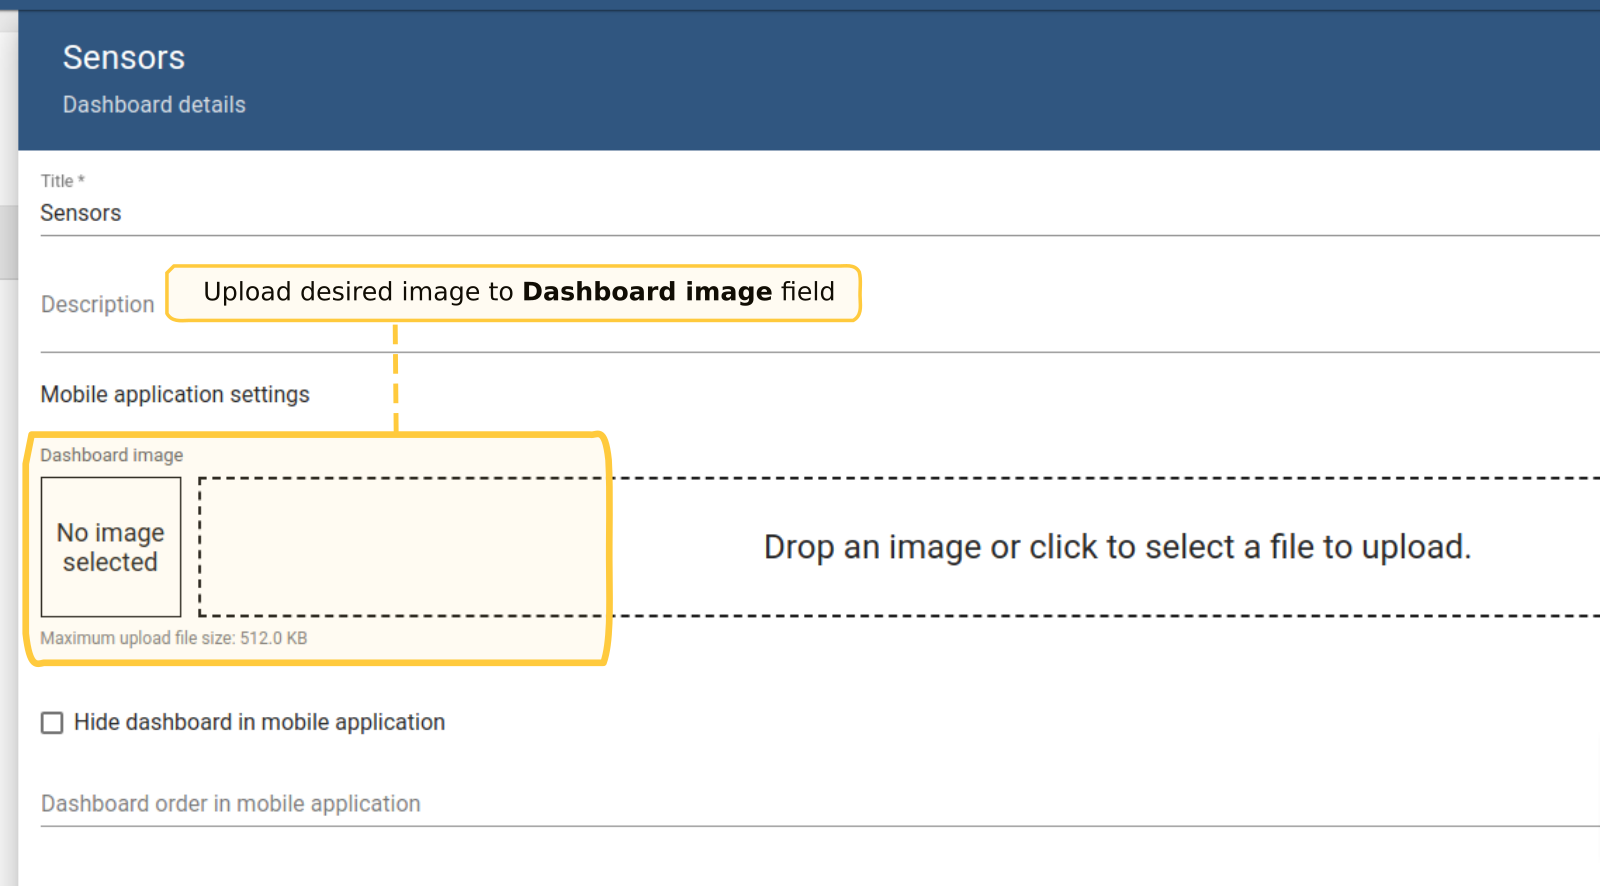 Sensors
Dashboard details
Title *
Sensors
Description
Upload desired image to Dashboard image field
Mobile application settings
Dashboard image
No image
selected
Drop an image or click to select a file to upload.
Maximum upload file size: 512.0 KB
Hide dashboard in mobile application
Dashboard order in mobile application